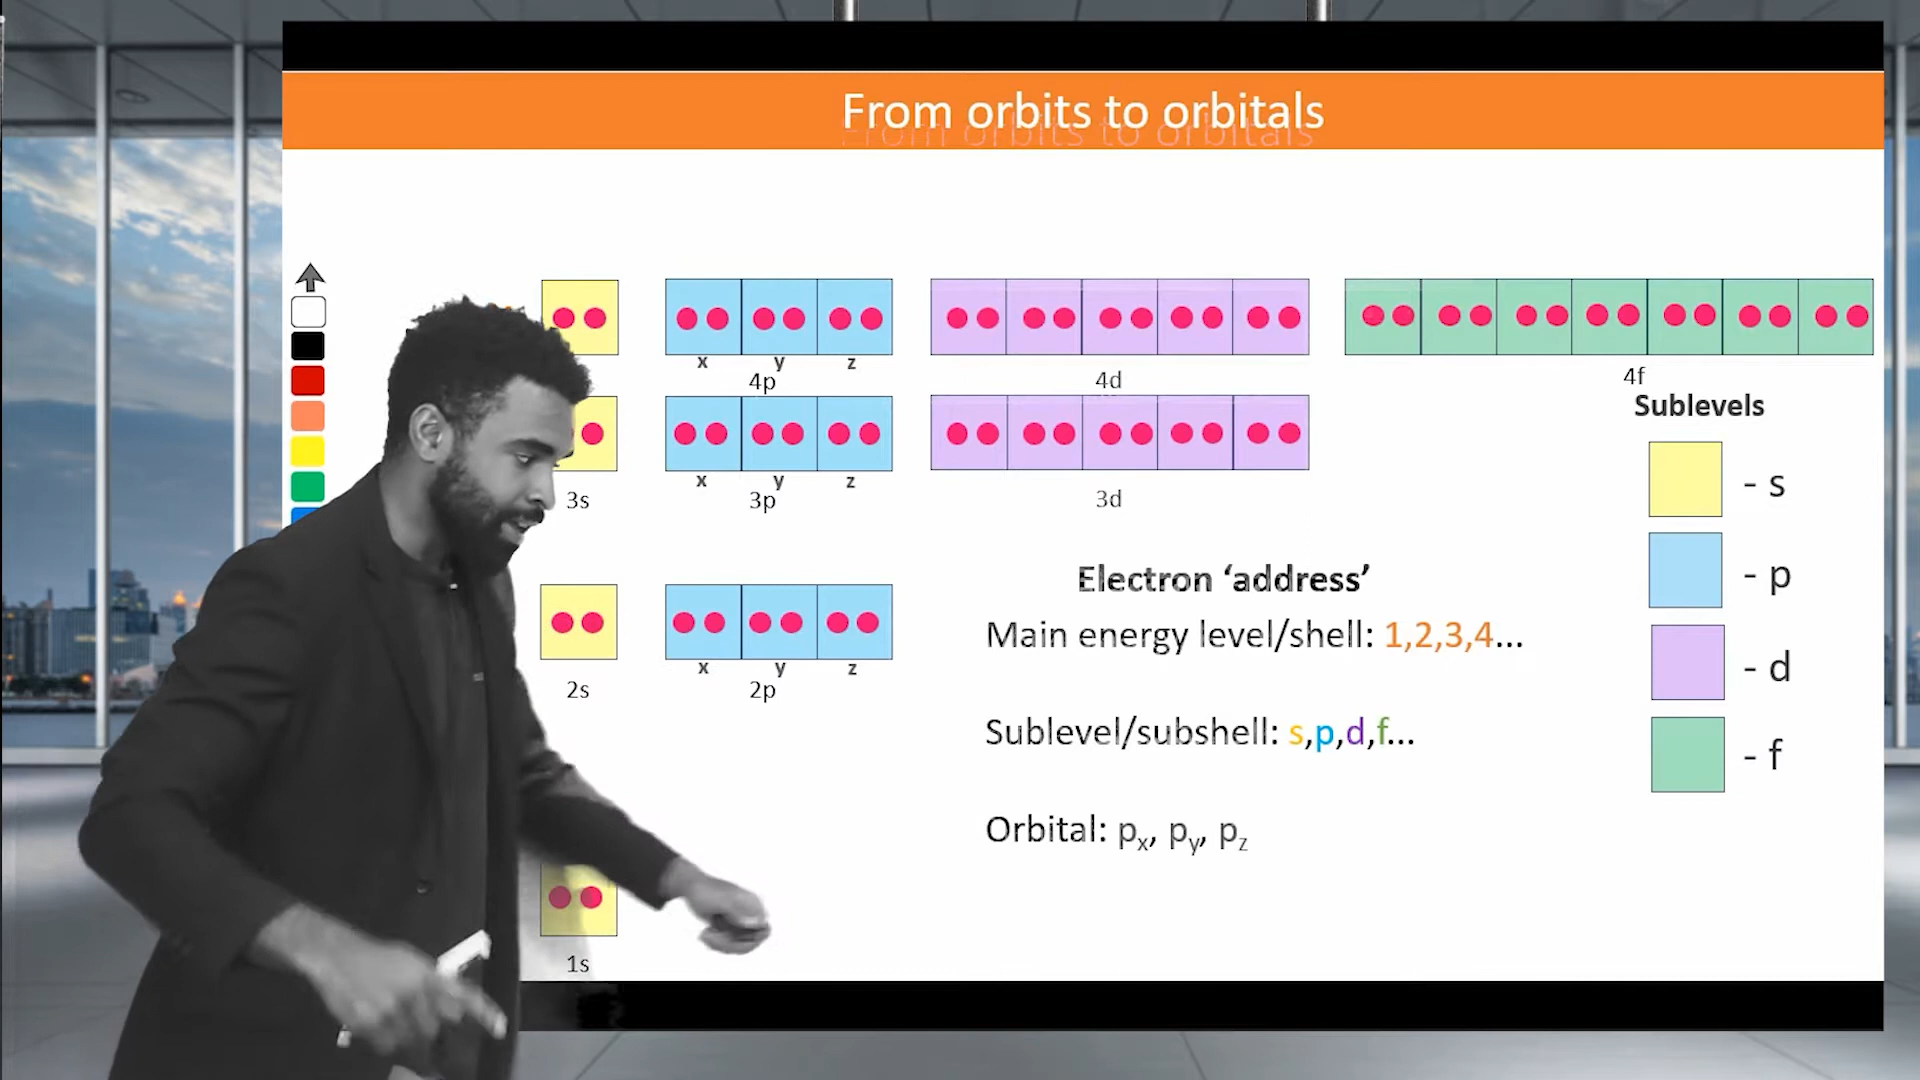 From orbits to orbitals
x y z
4p
4d
4f
Sublevels
x y z
3s
3p
3d
- s
- p
- d
- f
Electron ‘address’
Main energy level/shell: 1,2,3,4...
x y z
2s
2p
Sublevel/subshell: s,p,d,f...
Orbital: px, py, pz
1s